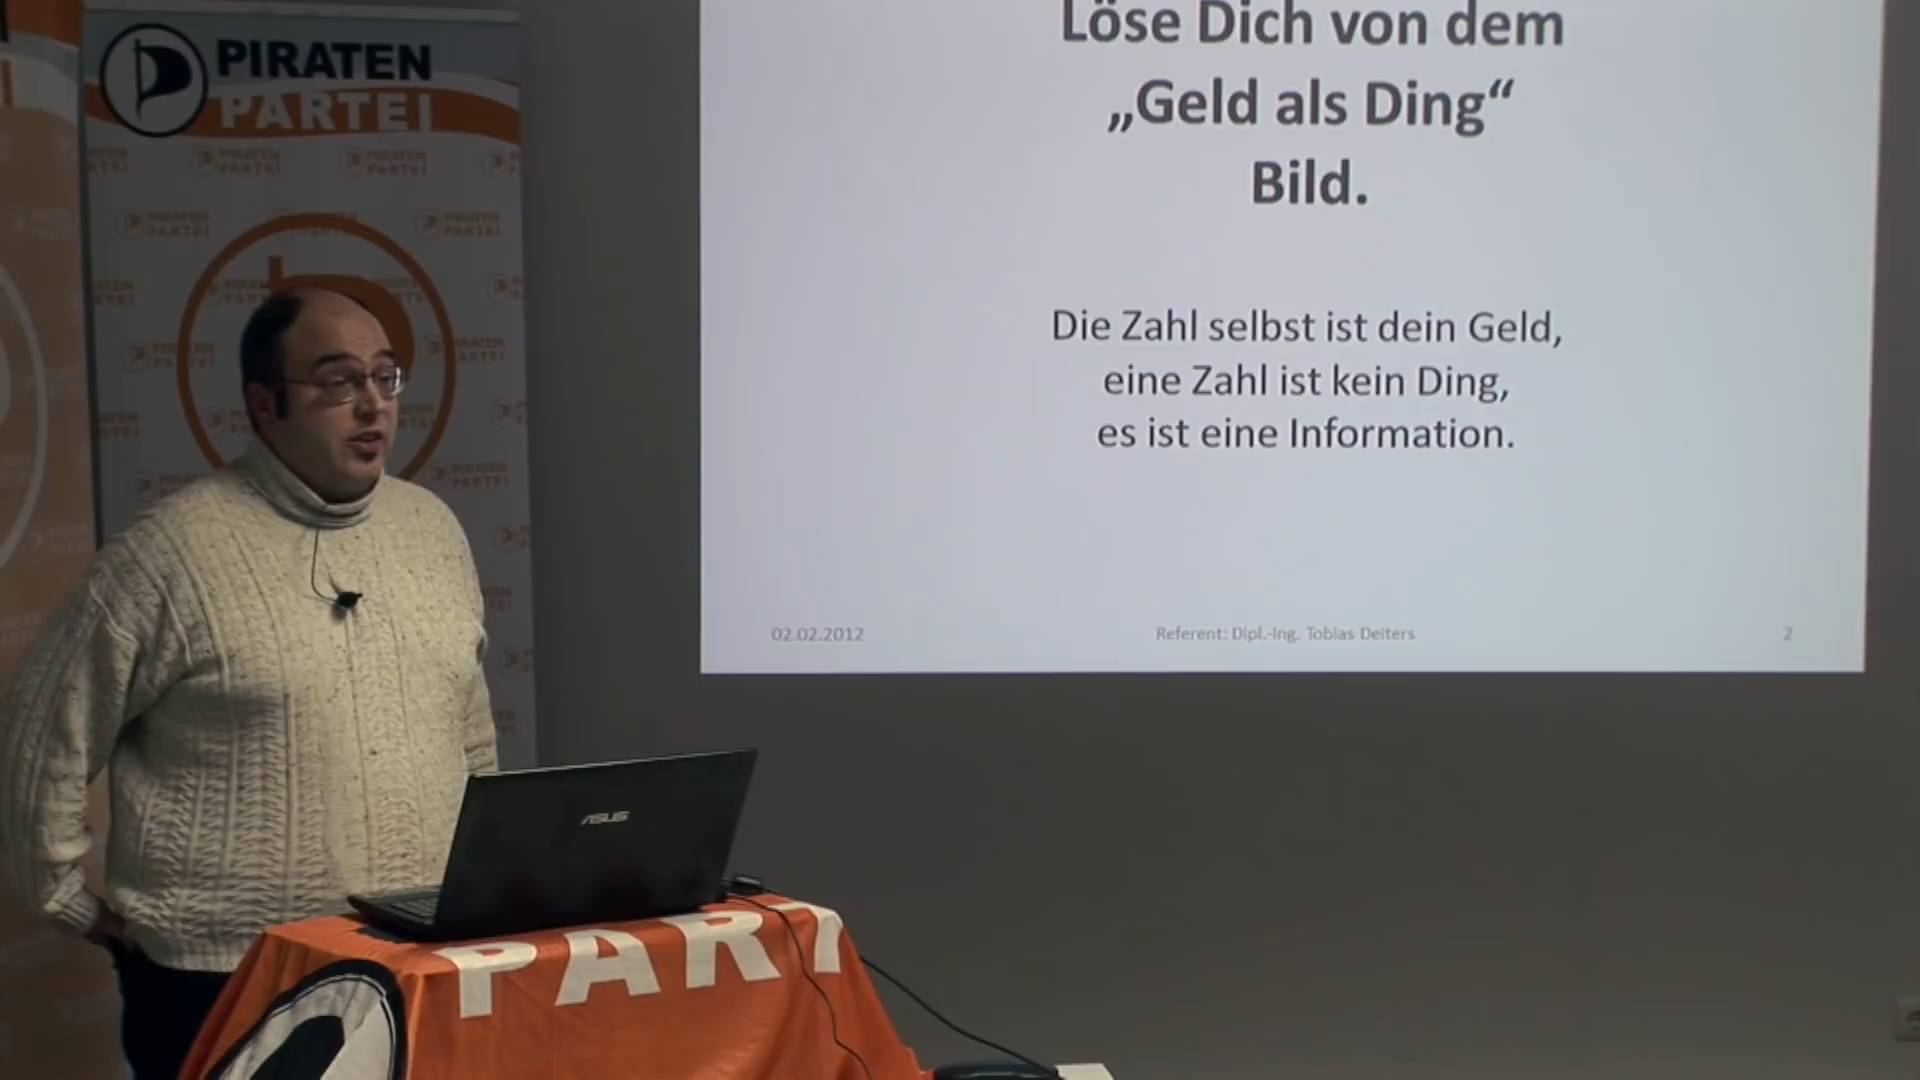 PIRATEN
PARTEI
Löse Dich von dem
„Geld als Ding“
Bild.
Die Zahl selbst ist dein Geld,
eine Zahl ist kein Ding,
es ist eine Information.
02.02.2012
Referent: Dipl.-Ing. Tobias Deiters
2
ASUS
PART